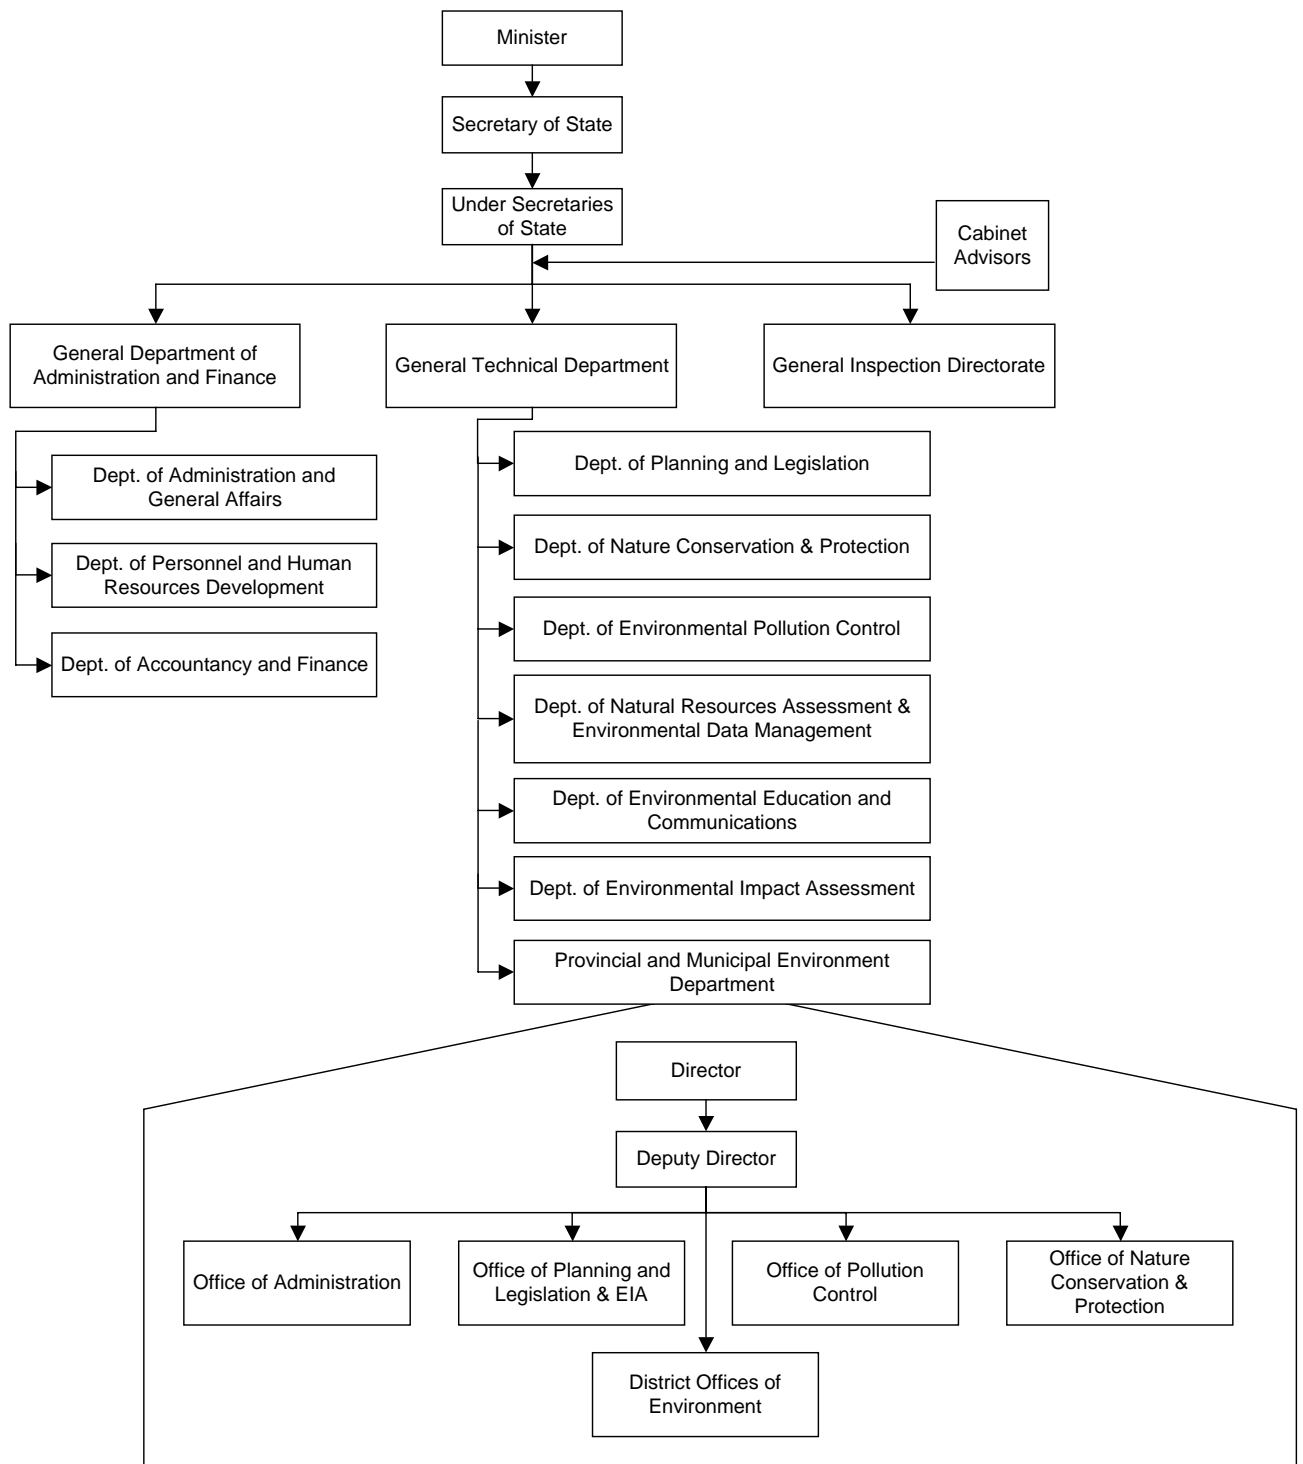 Minister
Secretary of State
Under Secretaries
of State
Cabinet
Advisors
General Department of
Administration and Finance
General Technical Department
General Inspection Directorate
Dept. of Administration and
General Affairs
Dept. of Personnel and Human
Resources Development
Dept. of Accountancy and Finance
Dept. of Planning and Legislation
Dept. of Nature Conservation & Protection
Dept. of Environmental Pollution Control
Dept. of Natural Resources Assessment &
Environmental Data Management
Dept. of Environmental Education and
Communications
Dept. of Environmental Impact Assessment
Provincial and Municipal Environment
Department
Director
Deputy Director
Office of Administration
Office of Planning and
Legislation & EIA
Office of Pollution
Control
Office of Nature
Conservation &
Protection
District Offices of
Environment